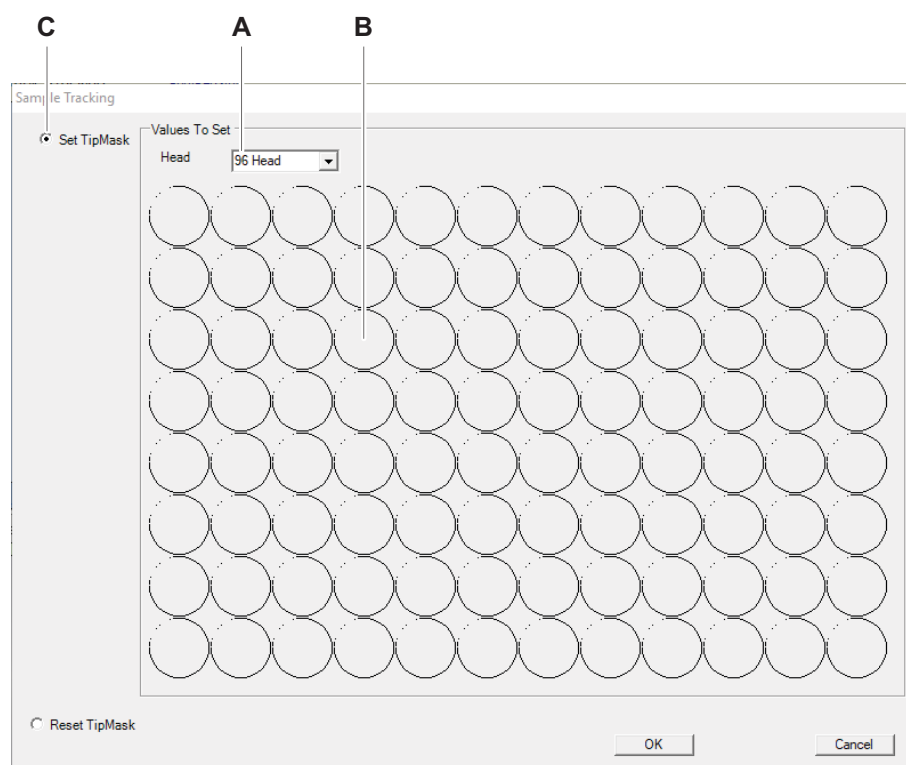 C A B
Sample Tracking
Set TipMask
Values To Set
Head 96 Head
Reset TipMask
OK Cancel